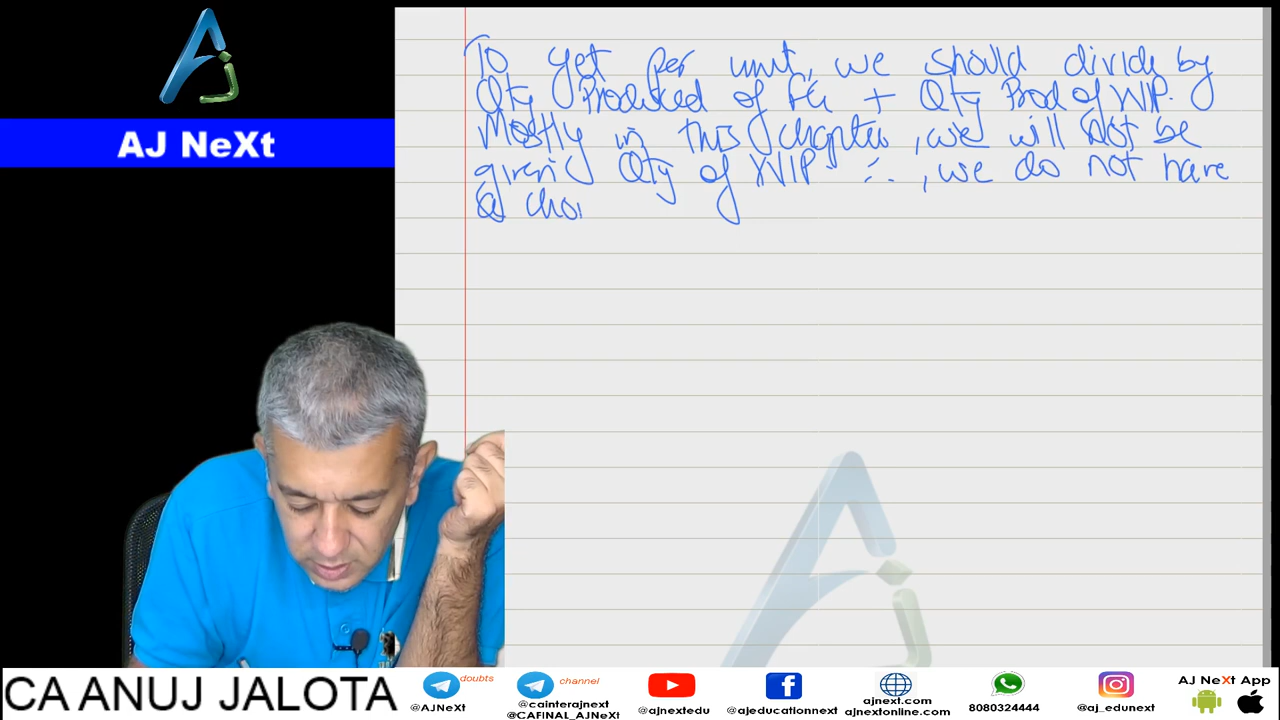 AJ NeXt
To get per unit, we should divide by
Qty Produced of FG + Qty Prod of WIP.
Mostly in this chapter, we will not be
given Qty of WIP ∴, we do not have
a choi
CA ANUJ JALOTA
doubts
@AJNeXt
channel
@cainterajnext
@CAFINAL_AJNeXt
@ajnextedu
@ajeducationnext
ajnext.com
ajnextonline.com
8080324444
@aj_edunext
AJ NeXt App